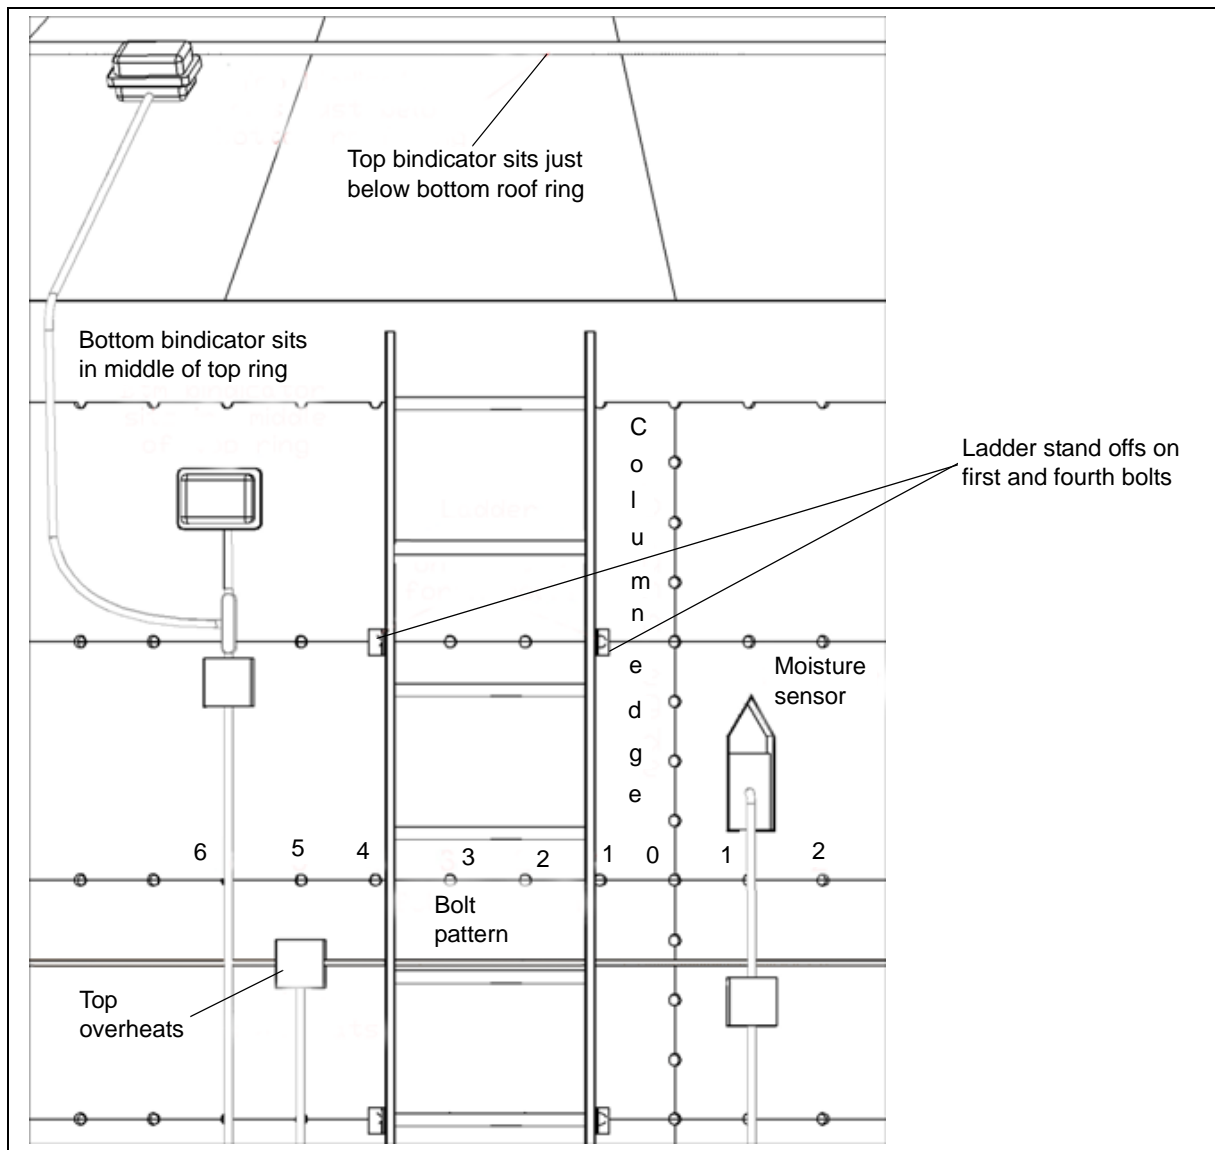 Top bindicator sits just
below bottom roof ring
Bottom bindicator sits
in middle of top ring
Column edge
Ladder stand offs on
first and fourth bolts
Moisture
sensor
6 5 4 3 2 1 0 1 2
Bolt
pattern
Top
overheats